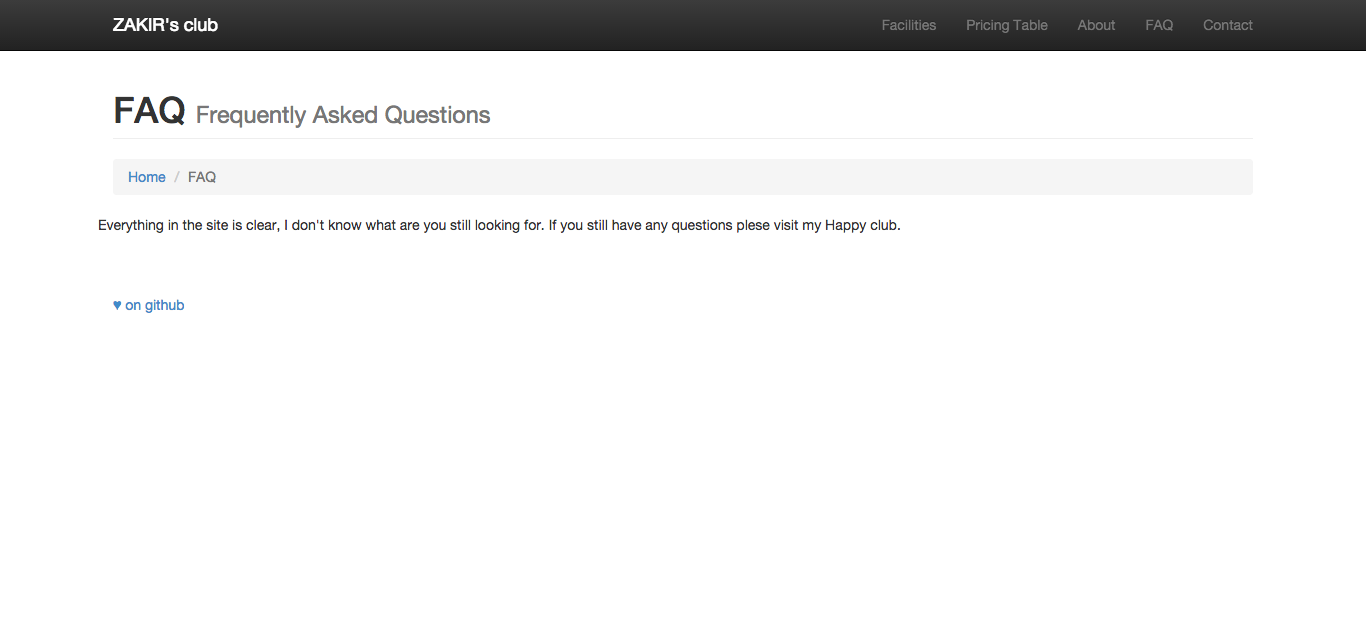 ZAKIR's club Facilities Pricing Table About FAQ Contact
FAQ Frequently Asked Questions
Home / FAQ
Everything in the site is clear, I don't know what are you still looking for. If you still have any questions plese visit my Happy club.
♥ on github